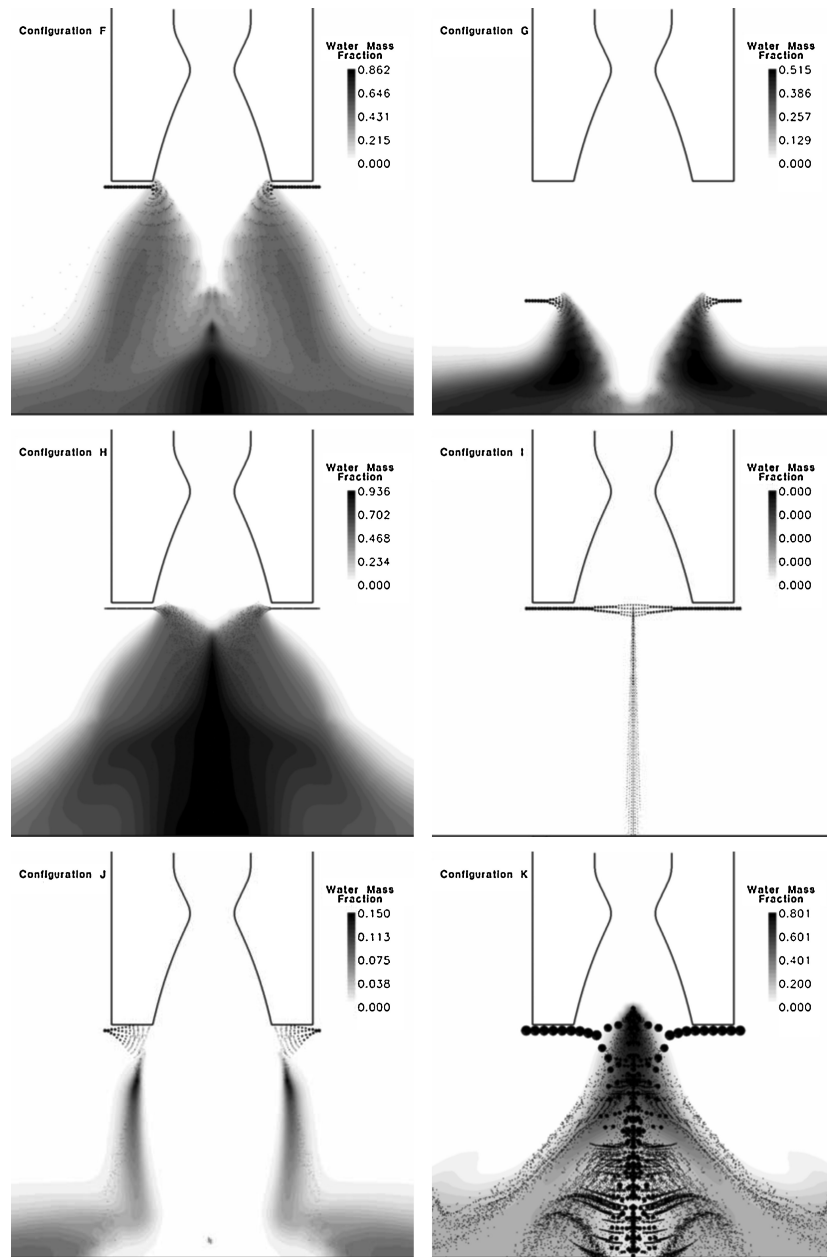 Configuration F
Water Mass
Fraction
0.862
0.646
0.431
0.215
0.000
Configuration G
Water Mass
Fraction
0.515
0.386
0.257
0.129
0.000
Configuration H
Water Mass
Fraction
0.936
0.702
0.468
0.234
0.000
Configuration I
Water Mass
Fraction
0.000
0.000
0.000
0.000
0.000
Configuration J
Water Mass
Fraction
0.150
0.113
0.075
0.038
0.000
Configuration K
Water Mass
Fraction
0.801
0.601
0.401
0.200
0.000